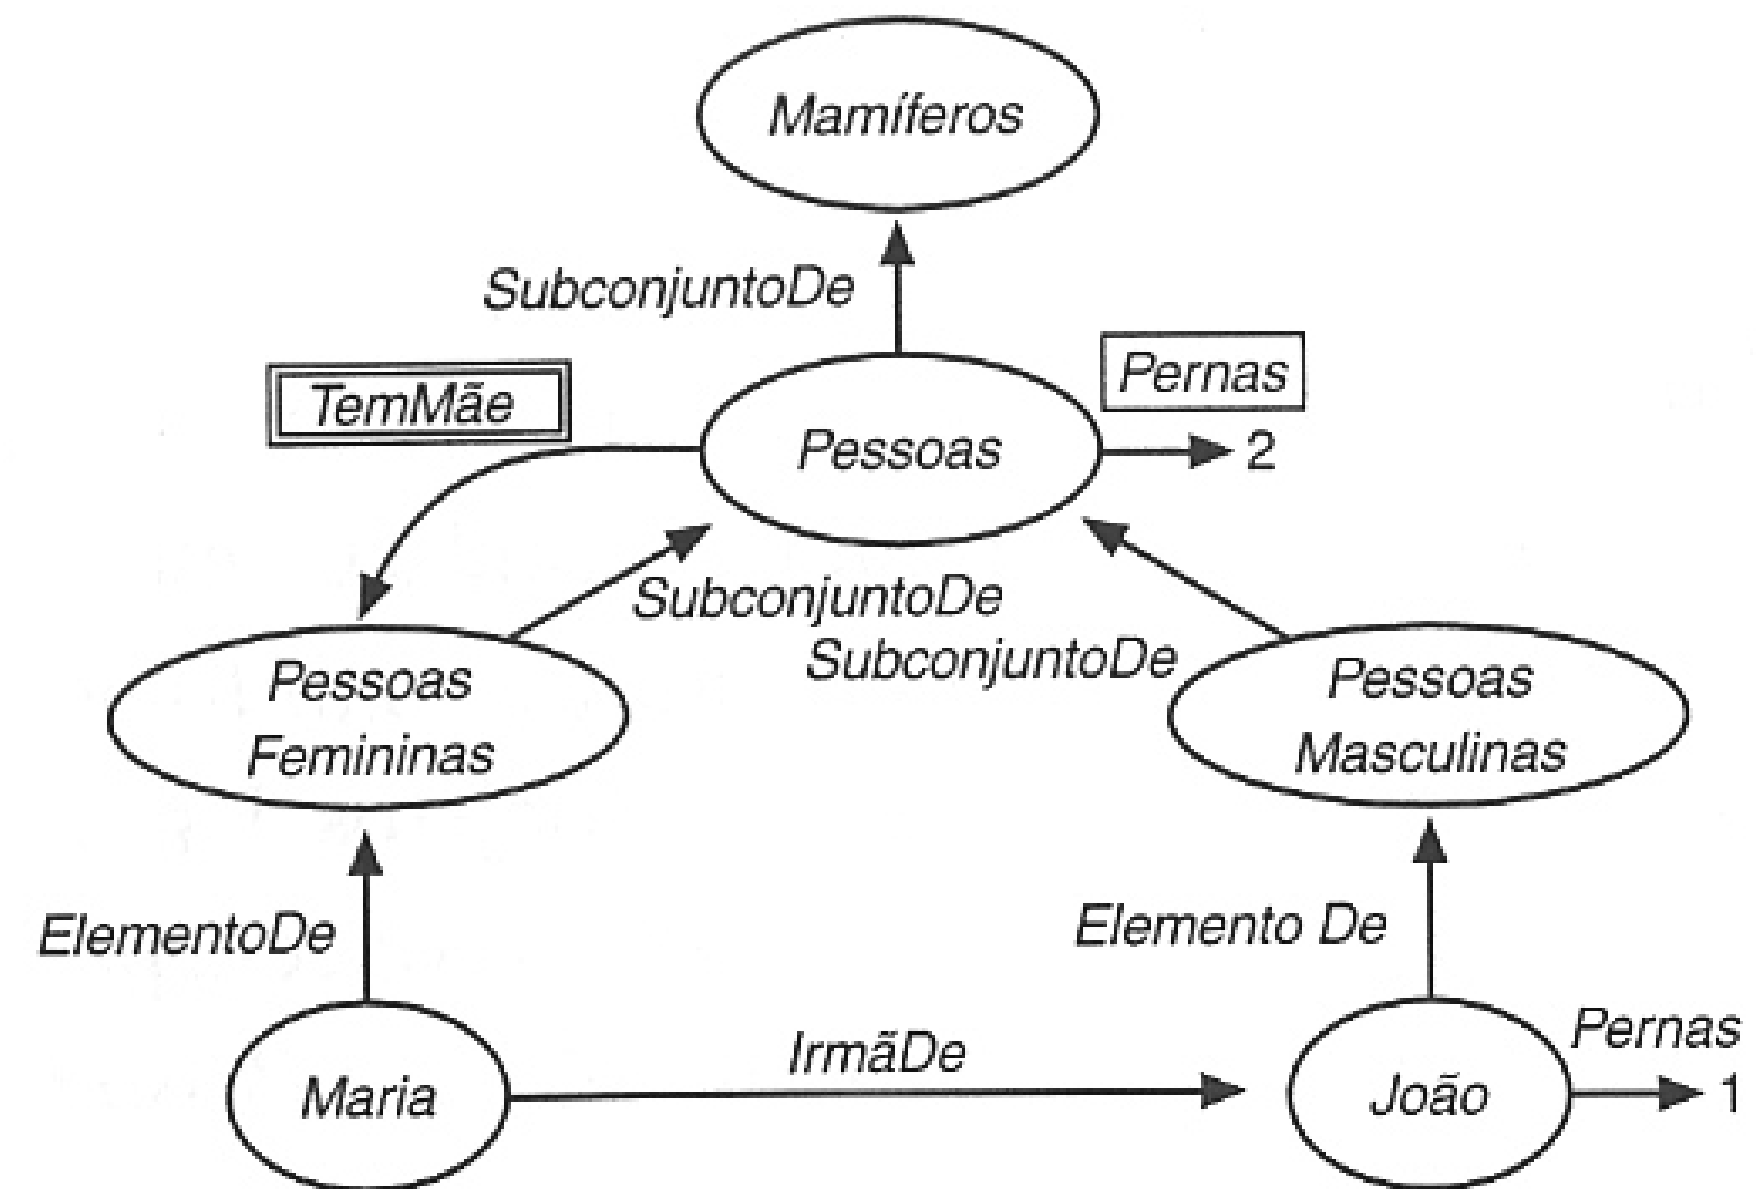 Mamíferos
SubconjuntoDe
Pernas
TemMãe
Pessoas
2
SubconjuntoDe
SubconjuntoDe
Pessoas
Femininas
Pessoas
Masculinas
ElementoDe
Elemento De
Pernas
IrmãDe
Maria
João
1